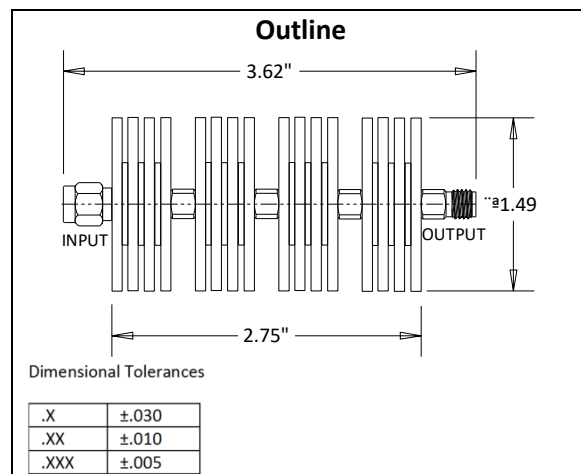 Outline
3.62"
INPUT
¨ª1.49
OUTPUT
2.75"
Dimensional Tolerances
.X ±.030
.XX ±.010
.XXX ±.005